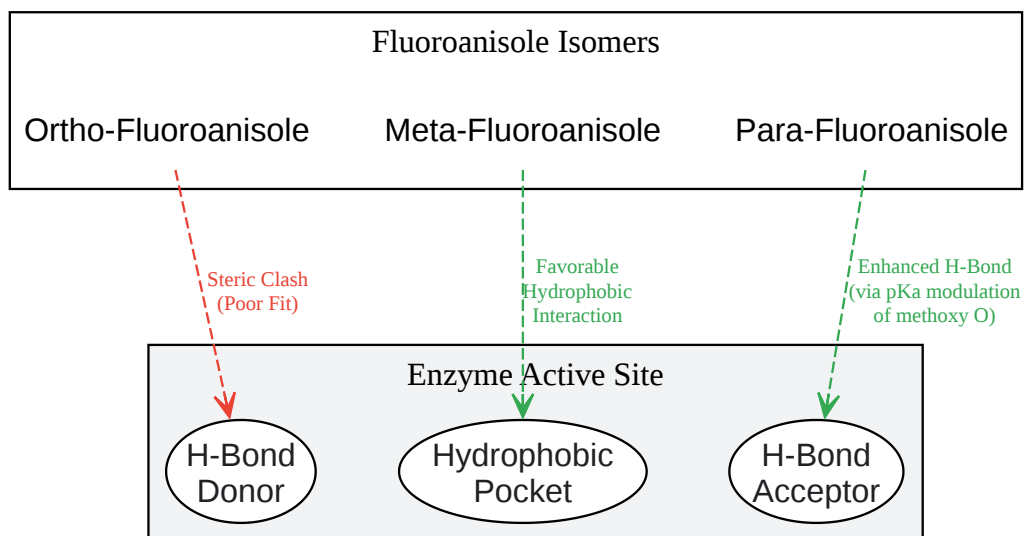 Fluoroanisole Isomers
Ortho-Fluoroanisole
Meta-Fluoroanisole
Para-Fluoroanisole
Steric Clash
(Poor Fit)
Favorable
Hydrophobic
Interaction
Enhanced H-Bond
(via pKa modulation
of methoxy O)
Enzyme Active Site
H-Bond
Donor
Hydrophobic
Pocket
H-Bond
Acceptor